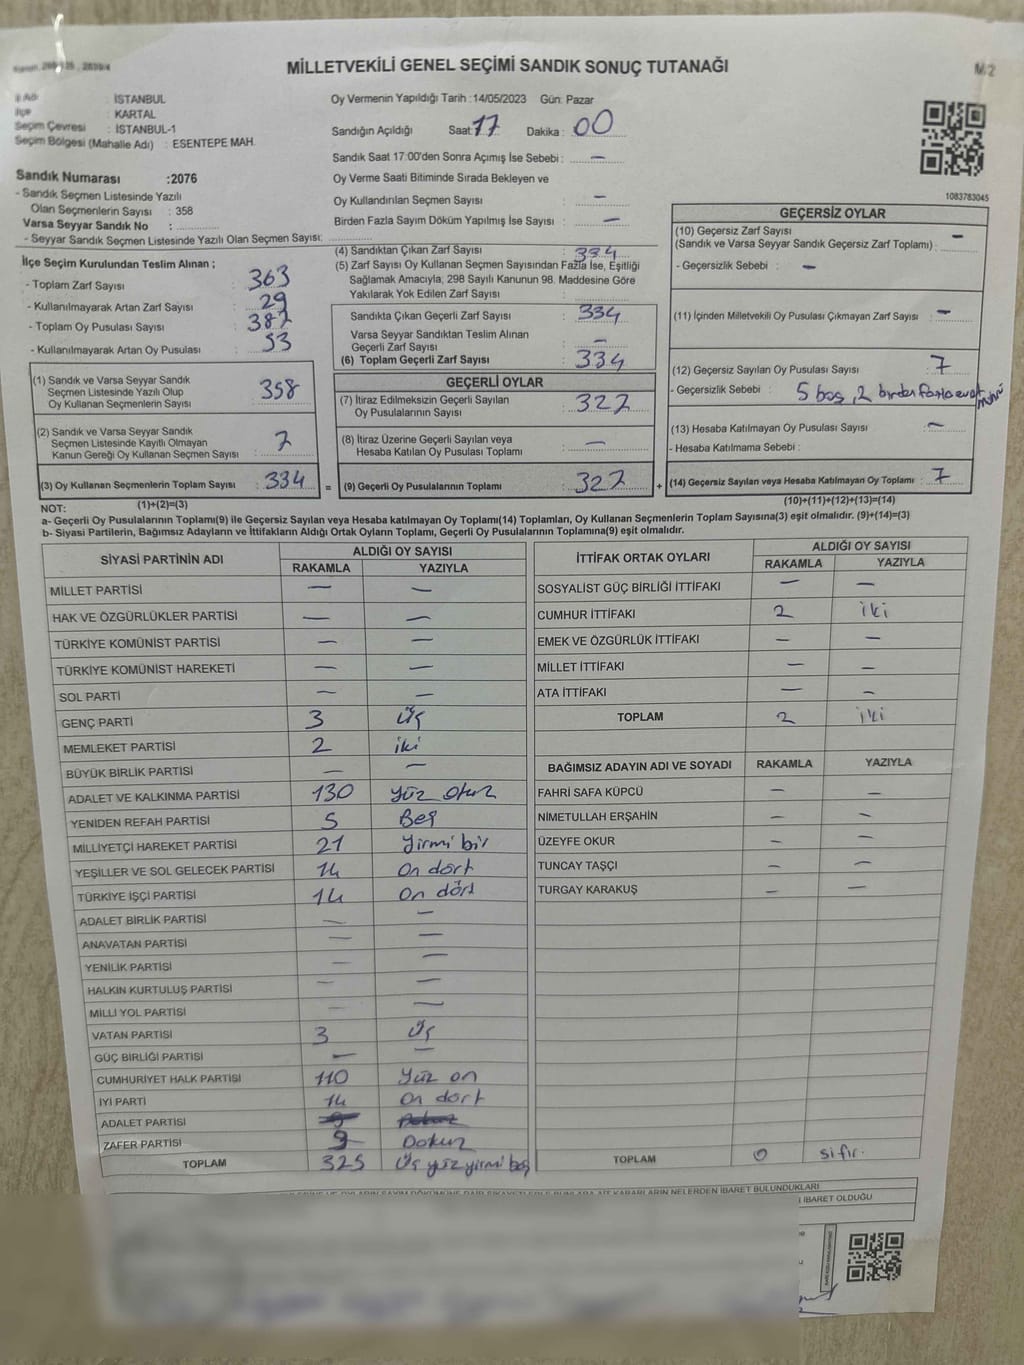 MİLLETVEKİLİ GENEL SEÇİMİ SANDIK SONUÇ TUTANAĞI
İSTANBUL
İlçe : KARTAL
Seçim Çevresi : İSTANBUL-1
Seçim Bölgesi (Mahalle Adı) : ESENTEPE MAH.
Oy Vermenin Yapıldığı Tarih :14/05/2023 Gün: Pazar
Sandığın Açıldığı Saat: 17 Dakika: 00
Sandık Saat 17:00'den Sonra Açımış İse Sebebi : –
Oy Verme Saati Bitiminde Sırada Bekleyen ve
Oy Kullandırılan Seçmen Sayısı : –
Birden Fazla Sayım Döküm Yapılmış İSe Sayısı : –
1083783045
Sandık Numarası :2076
- Sandık Seçmen Listesinde Yazılı
Olan Seçmenlerin Sayısı : 358
Varsa Seyyar Sandık No :
- Seyyar Sandık Seçmen Listesinde Yazılı Olan Seçmen Sayısı:
İlçe Seçim Kurulundan Teslim Alınan ;
- Toplam Zarf Sayısı : 363
- Kullanılmayarak Artan Zarf Sayısı : 29
- Toplam Oy Pusulası Sayısı : 387
- Kullanılmayarak Artan Oy Pusulası : 53
(1) Sandık ve Varsa Seyyar Sandık
Seçmen Listesinde Yazılı Olup
Oy Kullanan Seçmenlerin Sayısı : 358
(2) Sandık ve Varsa Seyyar Sandık
Seçmen Listesinde Kayıtlı Olmayan
Kanun Gereği Oy Kullanan Seçmen Sayısı : 7
(3) Oy Kullanan Seçmenlerin Toplam Sayısı : 334
(1)+(2)=(3)
(4) Sandıktan Çıkan Zarf Sayısı : 334
(5) Zarf Sayısı Oy Kullanan Seçmen Sayısından Fazla İse, Eşitliği
Sağlamak Amacıyla, 298 Sayılı Kanunun 98. Maddesine Göre
Yakılarak Yok Edilen Zarf Sayısı :
Sandıkta Çıkan Geçerli Zarf Sayısı : 334
Varsa Seyyar Sandıktan Teslim Alınan
Geçerli Zarf Sayısı : –
(6) Toplam Geçerli Zarf Sayısı : 334
GEÇERLİ OYLAR
(7) İtiraz Edilmeksizin Geçerli Sayılan
Oy Pusulalarının Sayısı : 327
(8) İtiraz Üzerine Geçerli Sayılan veya
Hesaba Katılan Oy Pusulası Toplamı : –
= (9) Geçerli Oy Pusulalarının Toplamı : 327 +
GEÇERSİZ OYLAR
(10) Geçersiz Zarf Sayısı
(Sandık ve Varsa Seyyar Sandık Geçersiz Zarf Toplamı) : –
- Geçersizlik Sebebi : –
(11) İçinden Milletvekili Oy Pusulası Çıkmayan Zarf Sayısı : –
(12) Geçersiz Sayılan Oy Pusulası Sayısı : 7
- Geçersizlik Sebebi : 5 boş, 2 birden fazla evet mührü
(13) Hesaba Katılmayan Oy Pusulası Sayısı : –
- Hesaba Katılmama Sebebi :
(14) Geçersiz Sayılan veya Hesaba Katılmayan Oy Toplamı : 7
(10)+(11)+(12)+(13)=(14)
NOT:
a- Geçerli Oy Pusulalarının Toplamı(9) ile Geçersiz Sayılan veya Hesaba katılmayan Oy Toplamı(14) Toplamları, Oy Kullanan Seçmenlerin Toplam Sayısına(3) eşit olmalıdır. (9)+(14)=(3)
b- Siyasi Partilerin, Bağımsız Adayların ve İttifakların Aldığı Ortak Oyların Toplamı, Geçerli Oy Pusulalarının Toplamına(9) eşit olmalıdır.
SİYASİ PARTİNİN ADI ALDIĞI OY SAYISI
RAKAMLA YAZIYLA
MİLLET PARTİSİ – –
HAK VE ÖZGÜRLÜKLER PARTİSİ – –
TÜRKİYE KOMÜNİST PARTİSİ – –
TÜRKİYE KOMÜNİST HAREKETİ – –
SOL PARTİ – –
GENÇ PARTİ 3 Üç
MEMLEKET PARTİSİ 2 iki
BÜYÜK BİRLİK PARTİSİ – –
ADALET VE KALKINMA PARTİSİ 130 Yüz otuz
YENİDEN REFAH PARTİSİ 5 Beş
MİLLİYETÇİ HAREKET PARTİSİ 21 Yirmi bir
YEŞİLLER VE SOL GELECEK PARTİSİ 14 On dört
TÜRKİYE İŞÇİ PARTİSİ 14 On dört
ADALET BİRLİK PARTİSİ – –
ANAVATAN PARTİSİ – –
YENİLİK PARTİSİ – –
HALKIN KURTULUŞ PARTİSİ – –
MİLLİ YOL PARTİSİ – –
VATAN PARTİSİ 3 Üç
GÜÇ BİRLİĞİ PARTİSİ – –
CUMHURİYET HALK PARTİSİ 110 Yüz on
İYİ PARTİ 14 On dört
ADALET PARTİSİ
ZAFER PARTİSİ 9 Dokuz
TOPLAM 325 Üç yüz yirmi beş
İTTİFAK ORTAK OYLARI ALDIĞI OY SAYISI
RAKAMLA YAZIYLA
SOSYALİST GÜÇ BİRLİĞİ İTTİFAKI – –
CUMHUR İTTİFAKI 2 iki
EMEK VE ÖZGÜRLÜK İTTİFAKI – –
MİLLET İTTİFAKI – –
ATA İTTİFAKI – –
TOPLAM 2 iki
BAĞIMSIZ ADAYIN ADI VE SOYADI RAKAMLA YAZIYLA
FAHRİ SAFA KÜPCÜ – –
NİMETULLAH ERŞAHİN – –
ÜZEYFE OKUR – –
TUNCAY TAŞÇI – –
TURGAY KARAKUŞ – –
TOPLAM 0 sıfır.
KARARLARIN NELERDEN İBARET BULUNDUKLARI
İBARET OLDUĞU